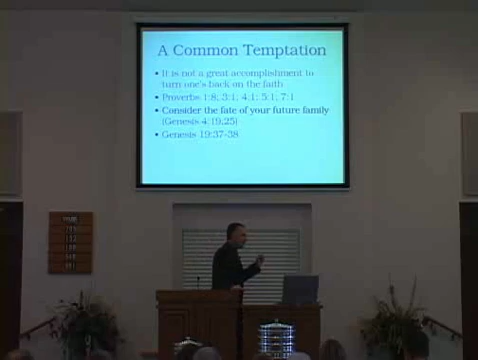 A Common Temptation
• It is not a great accomplishment to
turn one's back on the faith
• Proverbs 1:8; 3:1; 4:1; 5:1; 7:1
• Consider the fate of your future family
(Genesis 4, 19, 25)
• Genesis 19:37-38